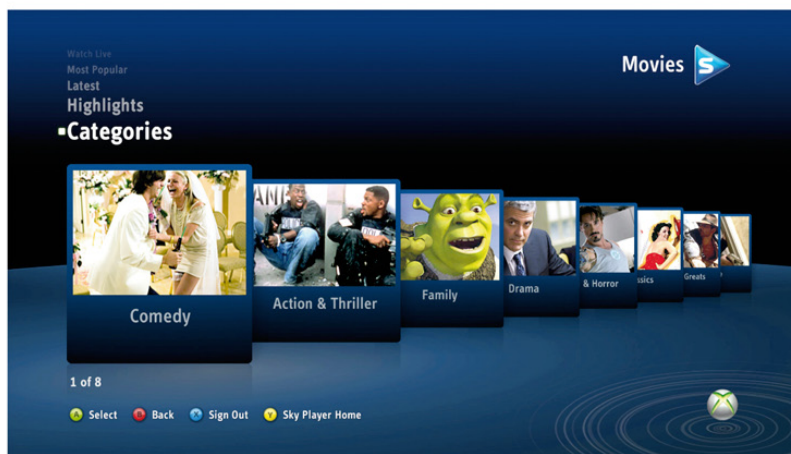 Watch Live
Most Popular
Latest
Highlights
Categories
Movies S
Comedy
Action & Thriller
Family
Drama
& Horror
Greats
1 of 8
A Select B Back X Sign Out Y Sky Player Home